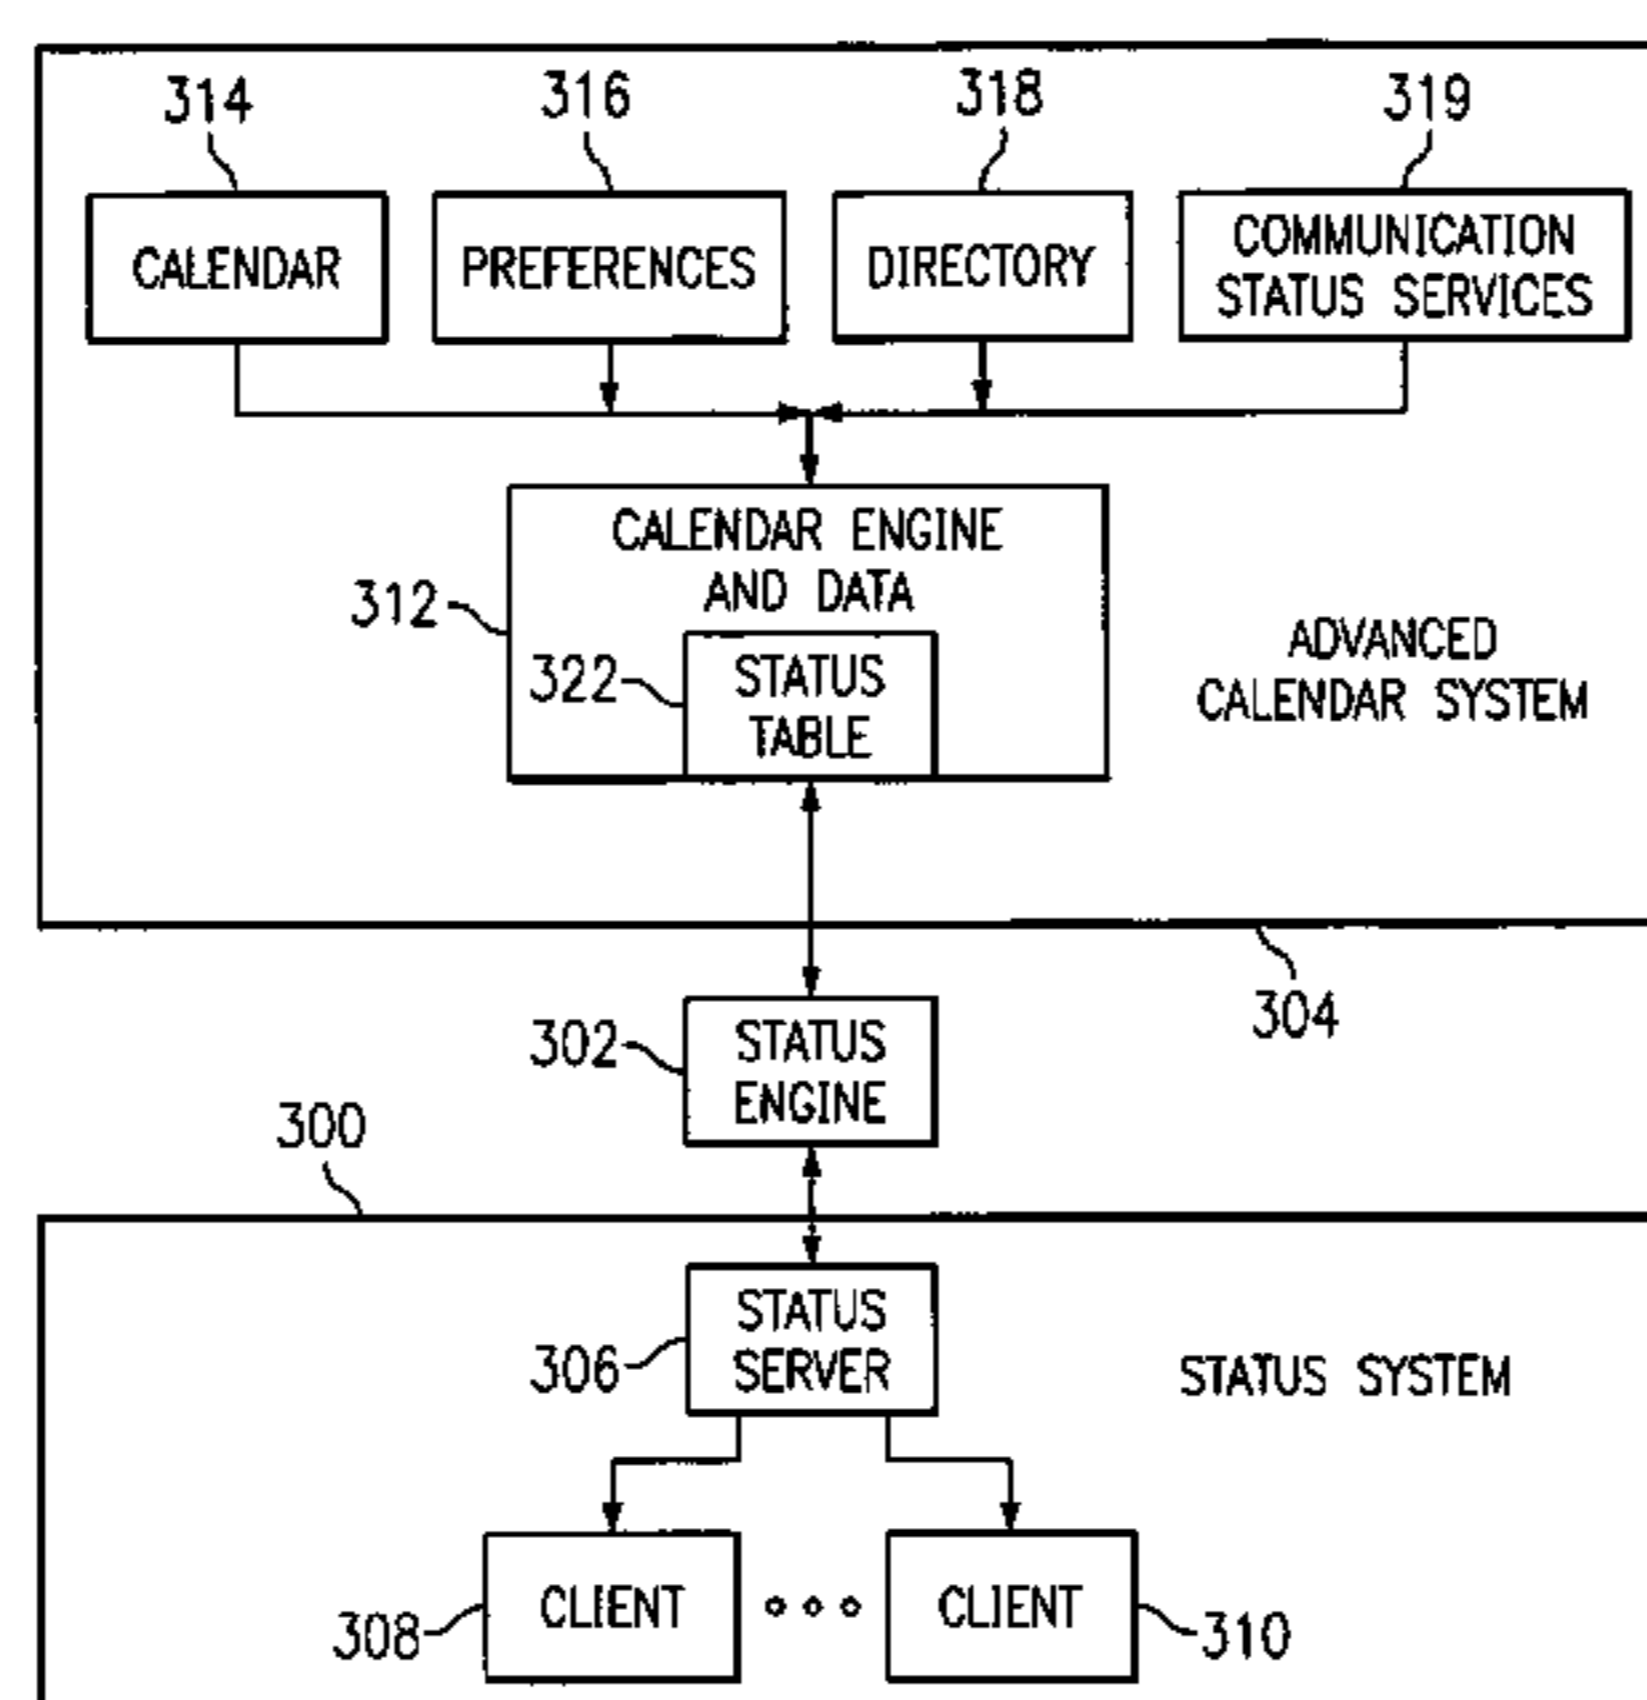 314
316
318
319
CALENDAR
PREFERENCES
DIRECTORY
COMMUNICATION
STATUS SERVICES
CALENDAR ENGINE
AND DATA
312
322
STATUS
TABLE
ADVANCED
CALENDAR SYSTEM
304
302
STATUS
ENGINE
300
STATUS
SERVER
306
STATUS SYSTEM
CLIENT
CLIENT
308
310